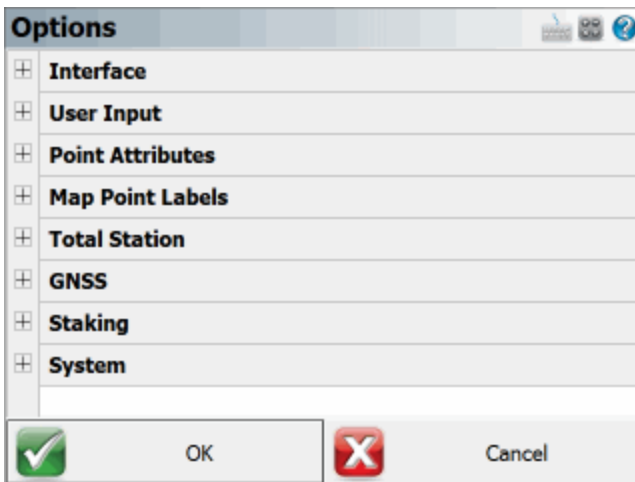 Options
Interface
User Input
Point Attributes
Map Point Labels
Total Station
GNSS
Staking
System
OK Cancel